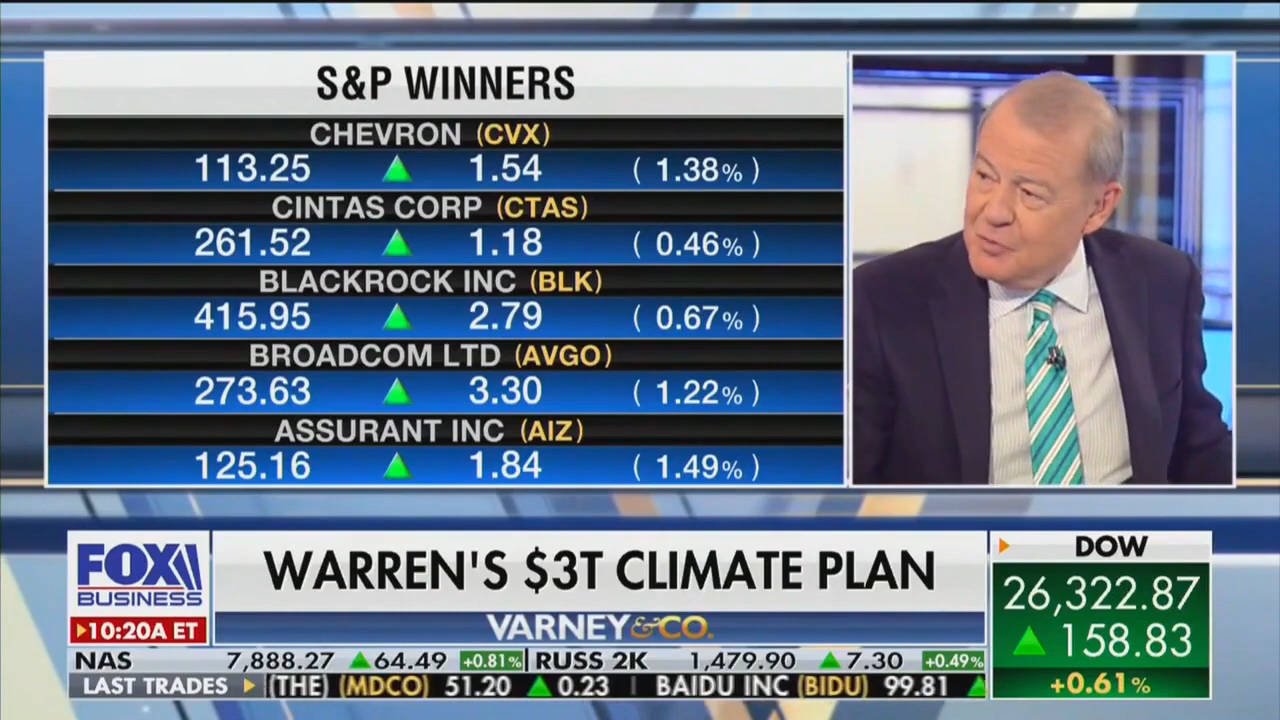 S&P WINNERS
CHEVRON (CVX)
113.25 ▲ 1.54 ( 1.38% )
CINTAS CORP (CTAS)
261.52 ▲ 1.18 ( 0.46% )
BLACKROCK INC (BLK)
415.95 ▲ 2.79 ( 0.67% )
BROADCOM LTD (AVGO)
273.63 ▲ 3.30 ( 1.22% )
ASSURANT INC (AIZ)
125.16 ▲ 1.84 ( 1.49% )
FOX
BUSINESS
10:20A ET
WARREN'S $3T CLIMATE PLAN
VARNEY & CO.
DOW
26,322.87
▲ 158.83
+0.61%
NAS 7,888.27 ▲ 64.49 +0.81% RUSS 2K 1,479.90 ▲ 7.30 +0.49%
LAST TRADES (THE) (MDCO) 51.20 ▲ 0.23 BAIDU INC (BIDU) 99.81 ▲